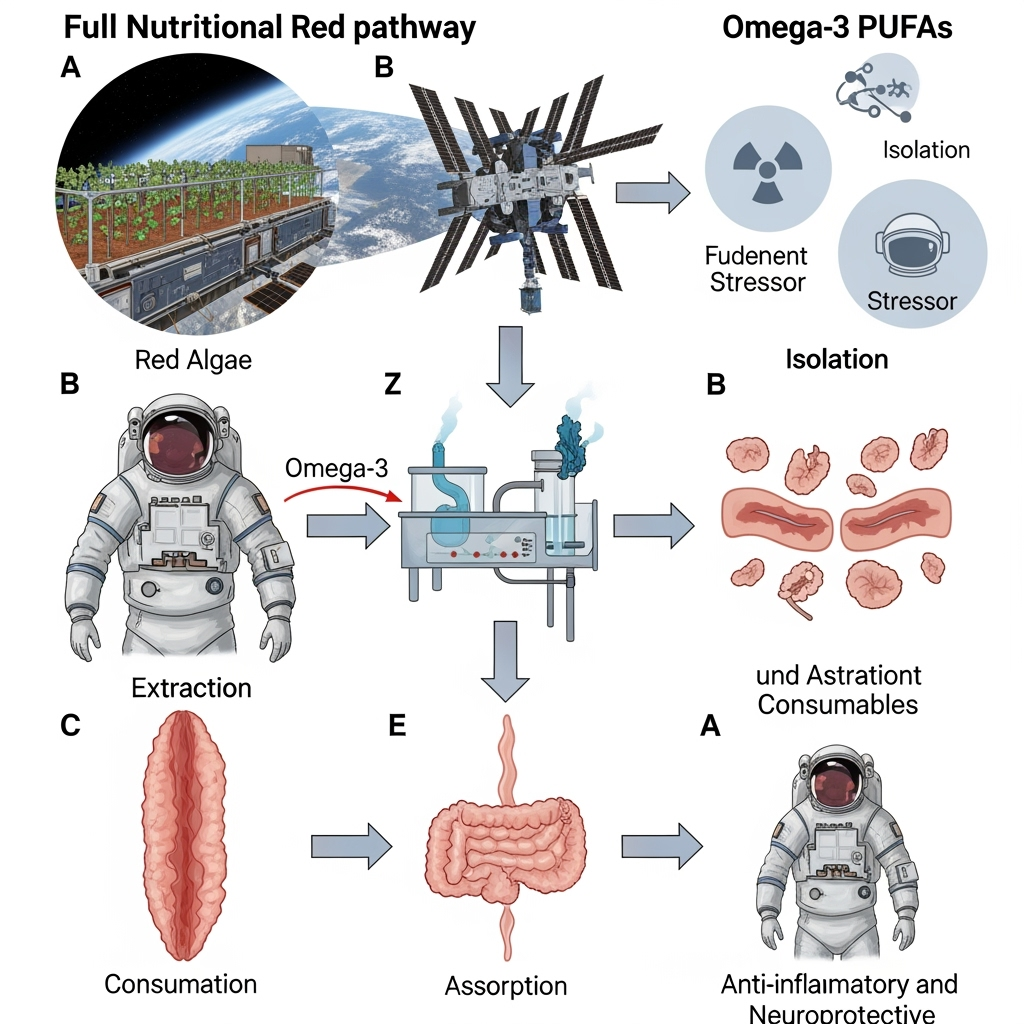 Full Nutritional Red pathway
Omega-3 PUFAs
A
B
Isolation
Fudenent
Stressor
Stressor
Red Algae
Isolation
B
Z
B
Omega-3
Extraction
und Astrationt
Consumables
C
E
A
Consumation
Assorption
Anti-inflaımatory and
Neuroprotective